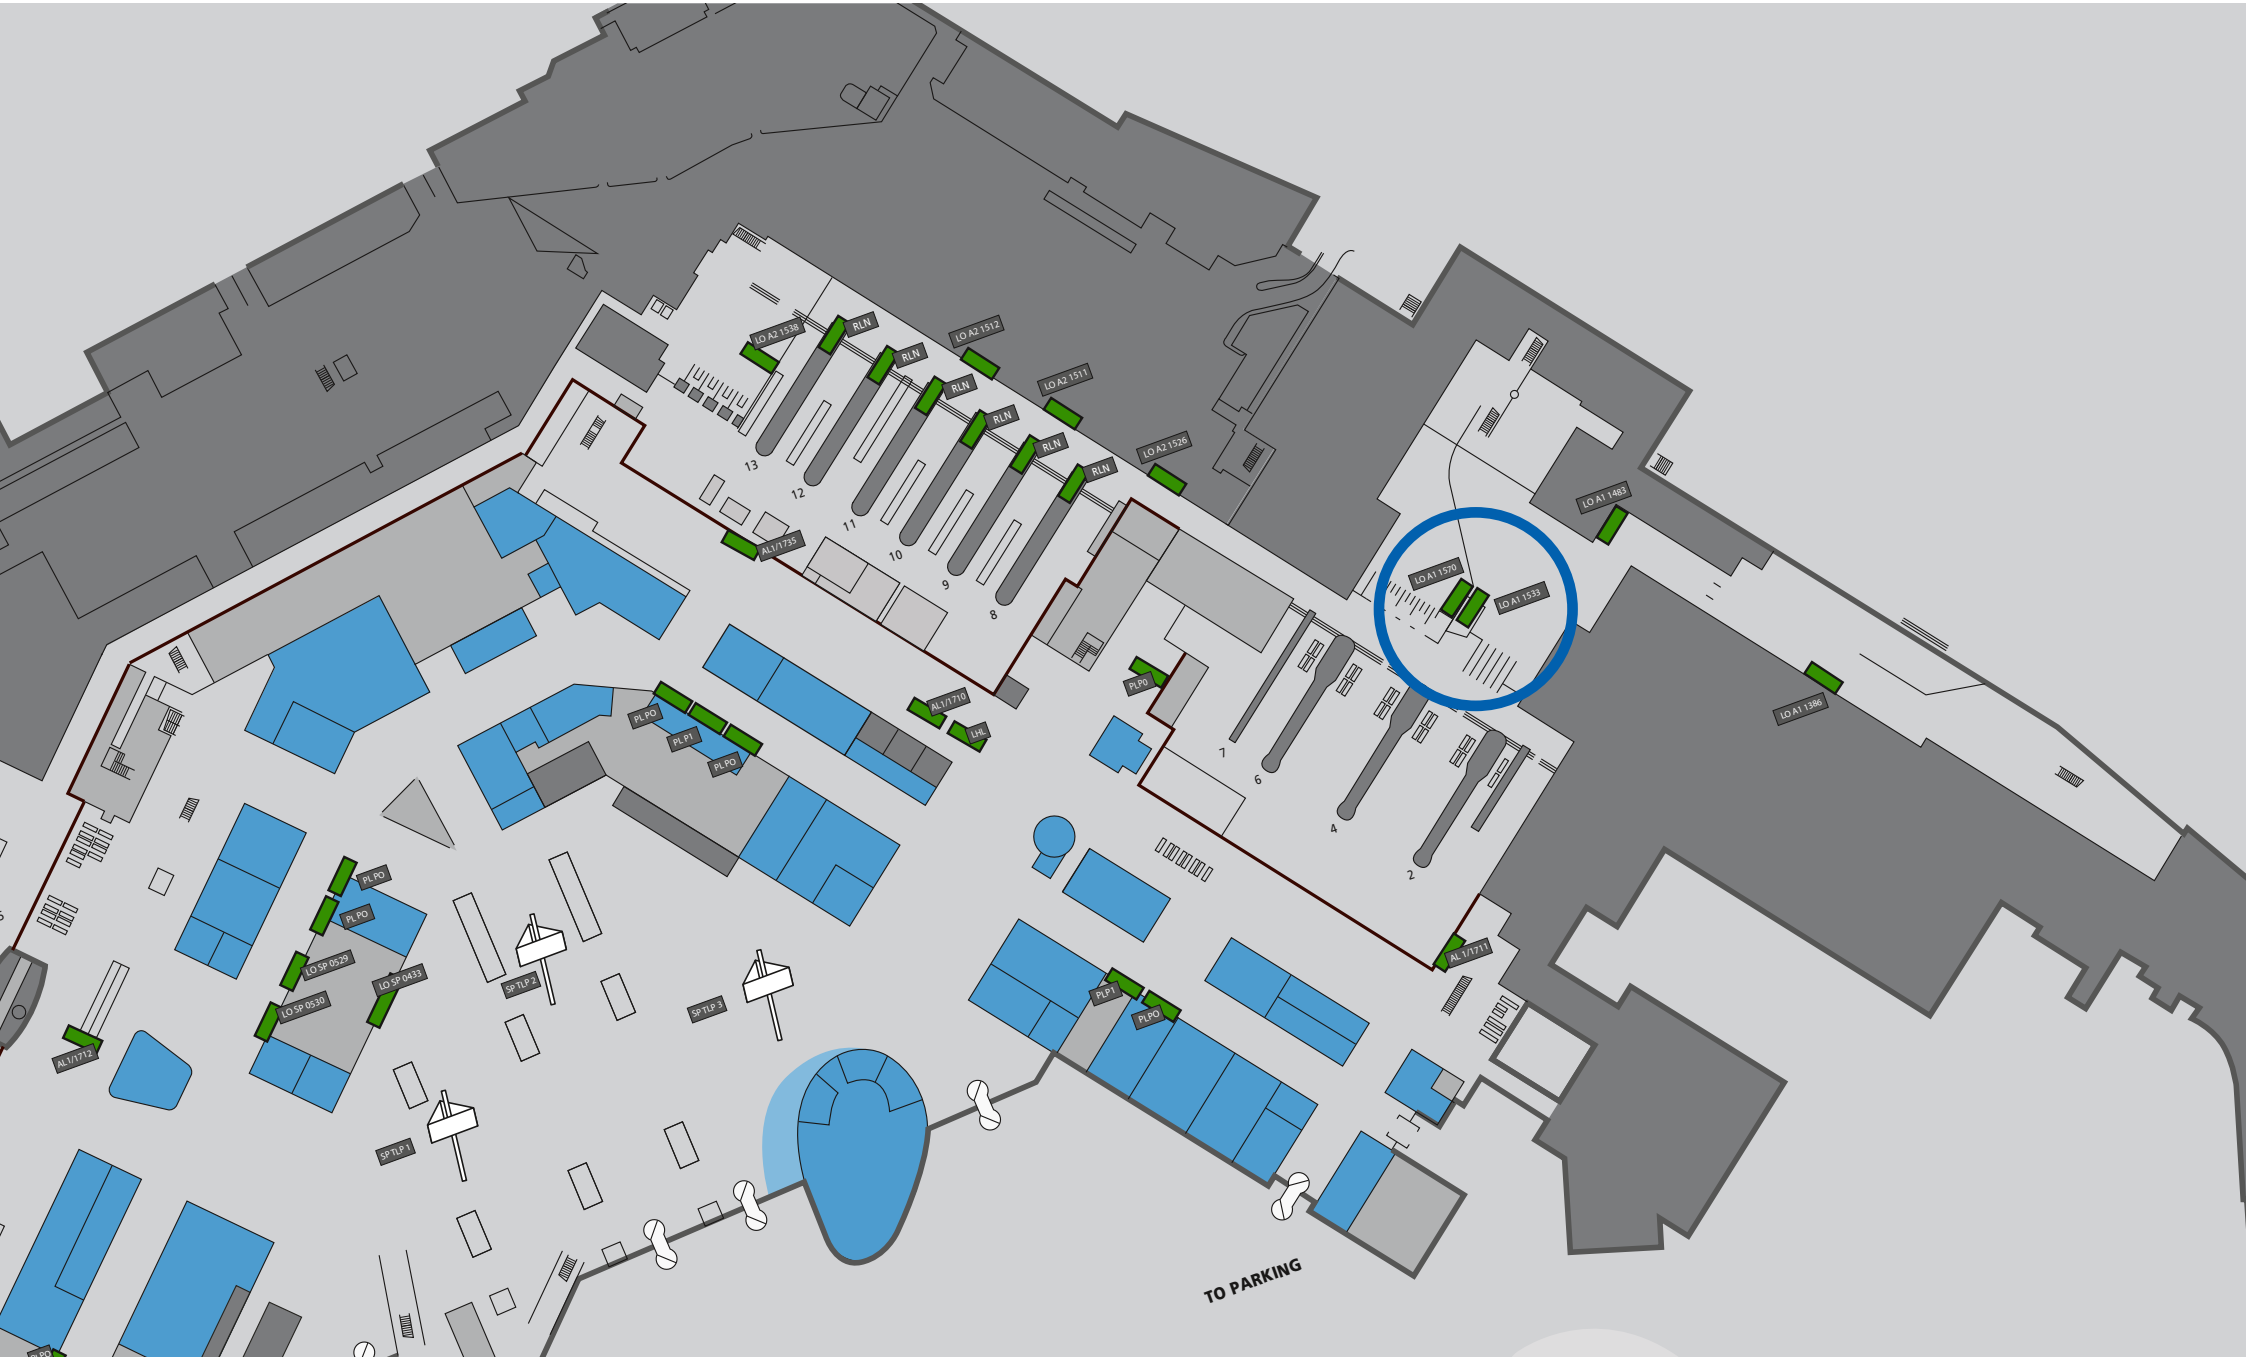 LO A2 1538
RLN
LO A2 1512
RLN
LO A2 1511
RLN
RLN
LO A2 1526
RLN
RLN
13
12
11
10
9
8
AL1/1735
LO A1 1483
LO A1 1570
LO A1 1533
LO A1 1386
PLP0
AL1/1710
LHL
PL PO
PL P1
PL PO
7
6
4
2
PL PO
PL PO
LO SP 0529
LO SP 0433
LO SP 0530
AL1/1712
SP TLP 2
SP TLP 3
SP TLP 1
AL 1/1711
PLP1
PLPO
TO PARKING
PLPO